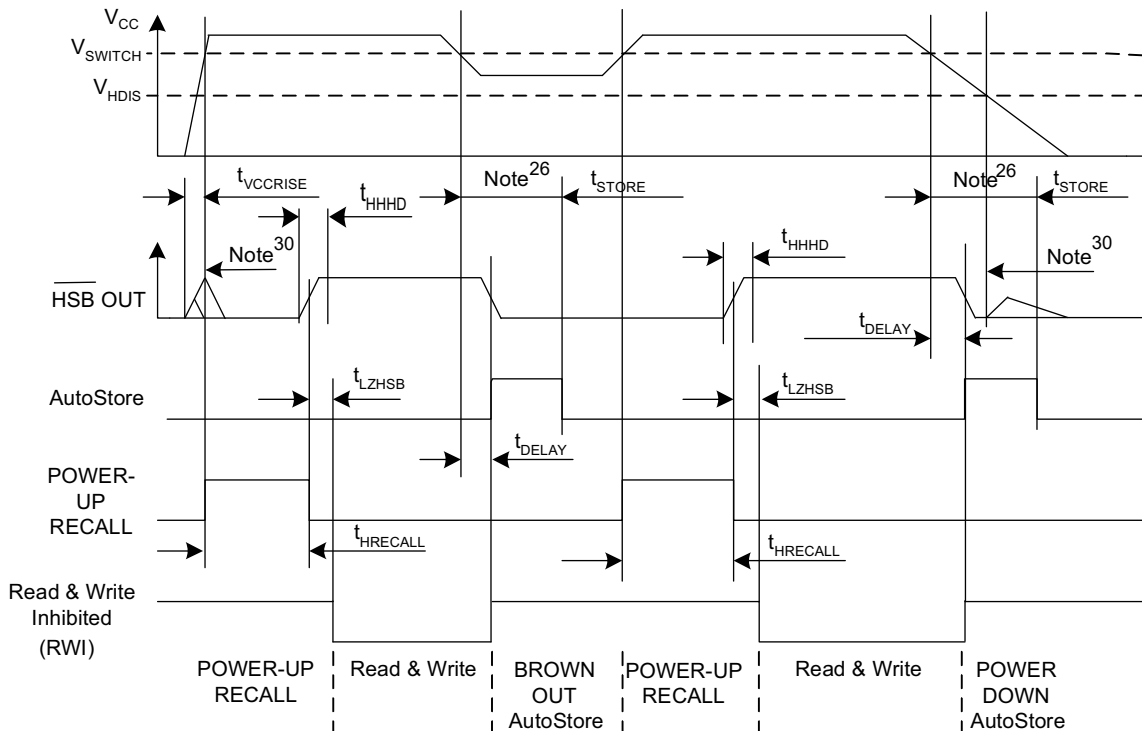 VCC
VSWITCH
VHDIS
tVCCRISE
Note26
tSTORE
Note26
tSTORE
tHHHD
Note30
tHHHD
Note30
HSB OUT
tDELAY
tLZHSB
tLZHSB
AutoStore
tDELAY
POWER-
UP
RECALL
tHRECALL
tHRECALL
Read & Write
Inhibited
(RWI)
POWER-UP
RECALL
Read & Write
BROWN
OUT
AutoStore
POWER-UP
RECALL
Read & Write
POWER
DOWN
AutoStore